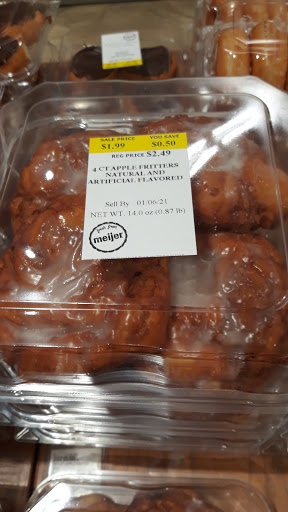 SALE PRICE YOU SAVE
$1.99 $0.50
REG PRICE $2.49
4 CT APPLE FRITTERS
NATURAL AND
ARTIFICIAL FLAVORED
Sell By 01/06/21
NET WT. 14.0 oz (0.87 lb)
meijer